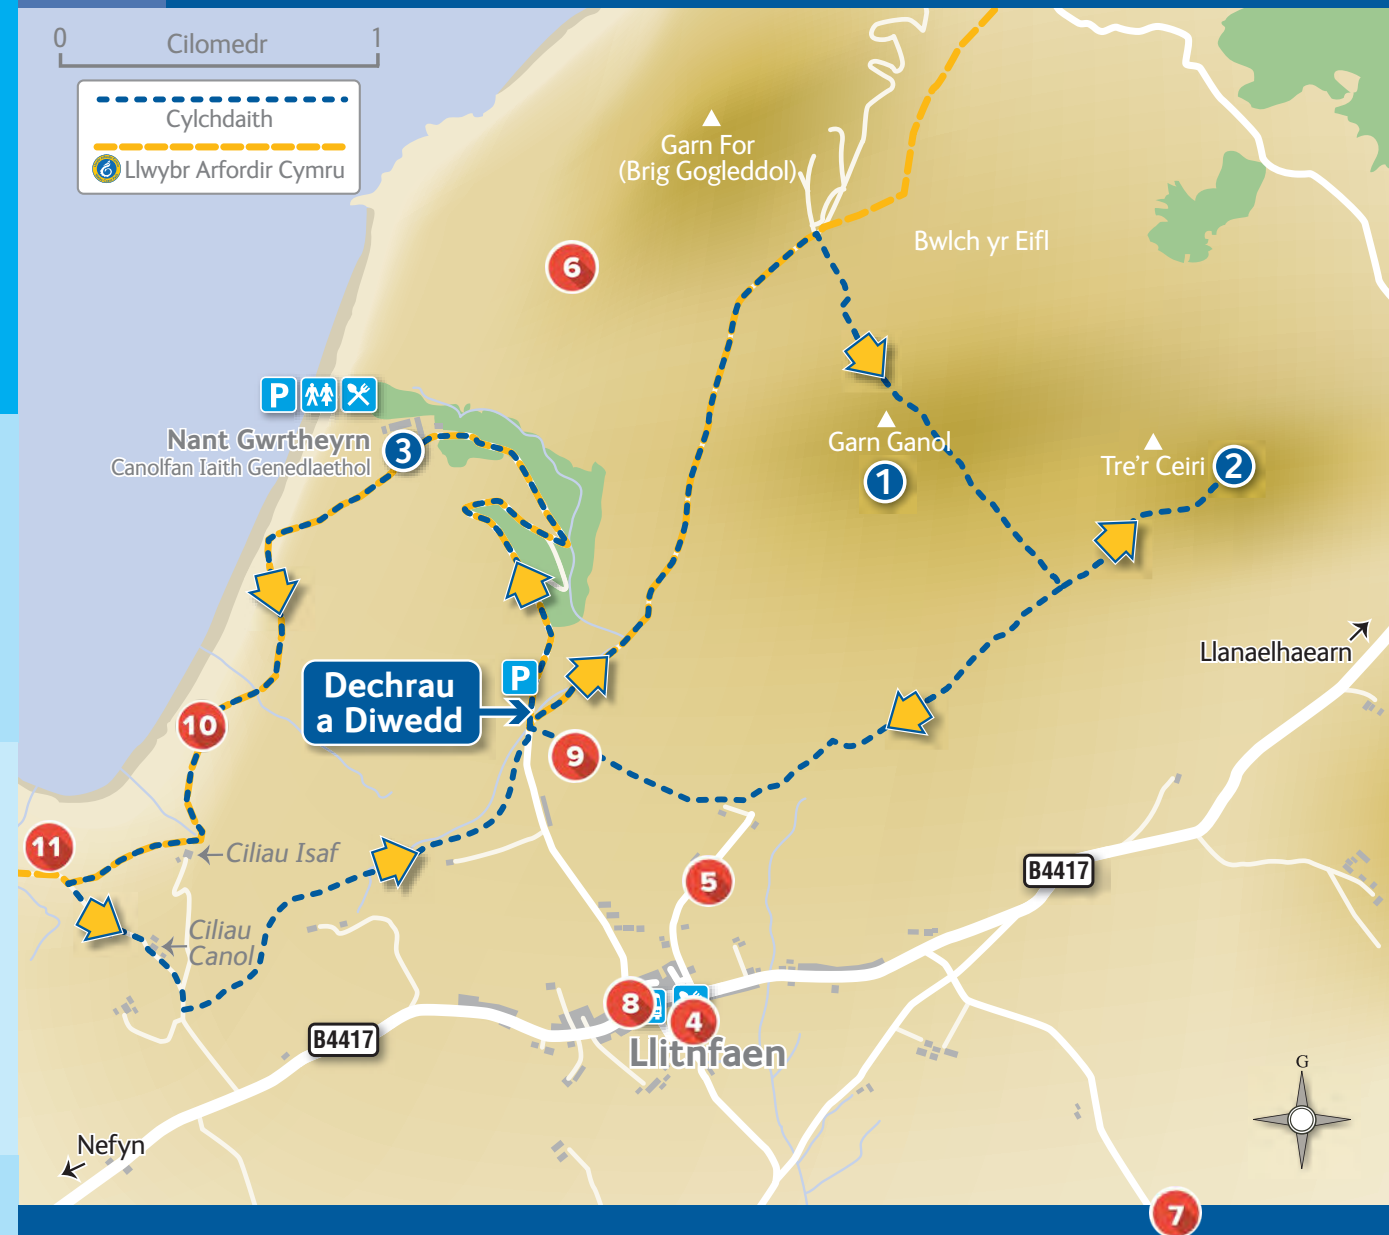 0 Cilomedr 1
Cylchdaith
Llwybr Arfordir Cymru
Garn For
(Brig Gogleddol)
Bwlch yr Eifl
6
P
Nant Gwrtheyrn
Canolfan Iaith Genedlaethol
3
Garn Ganol
1
Tre'r Ceiri
2
Llanaelhaearn
P
Dechrau
a Diwedd
10
9
11
Ciliau Isaf
5
B4417
Ciliau
Canol
8
4
B4417
Llitnfaen
G
Nefyn
7